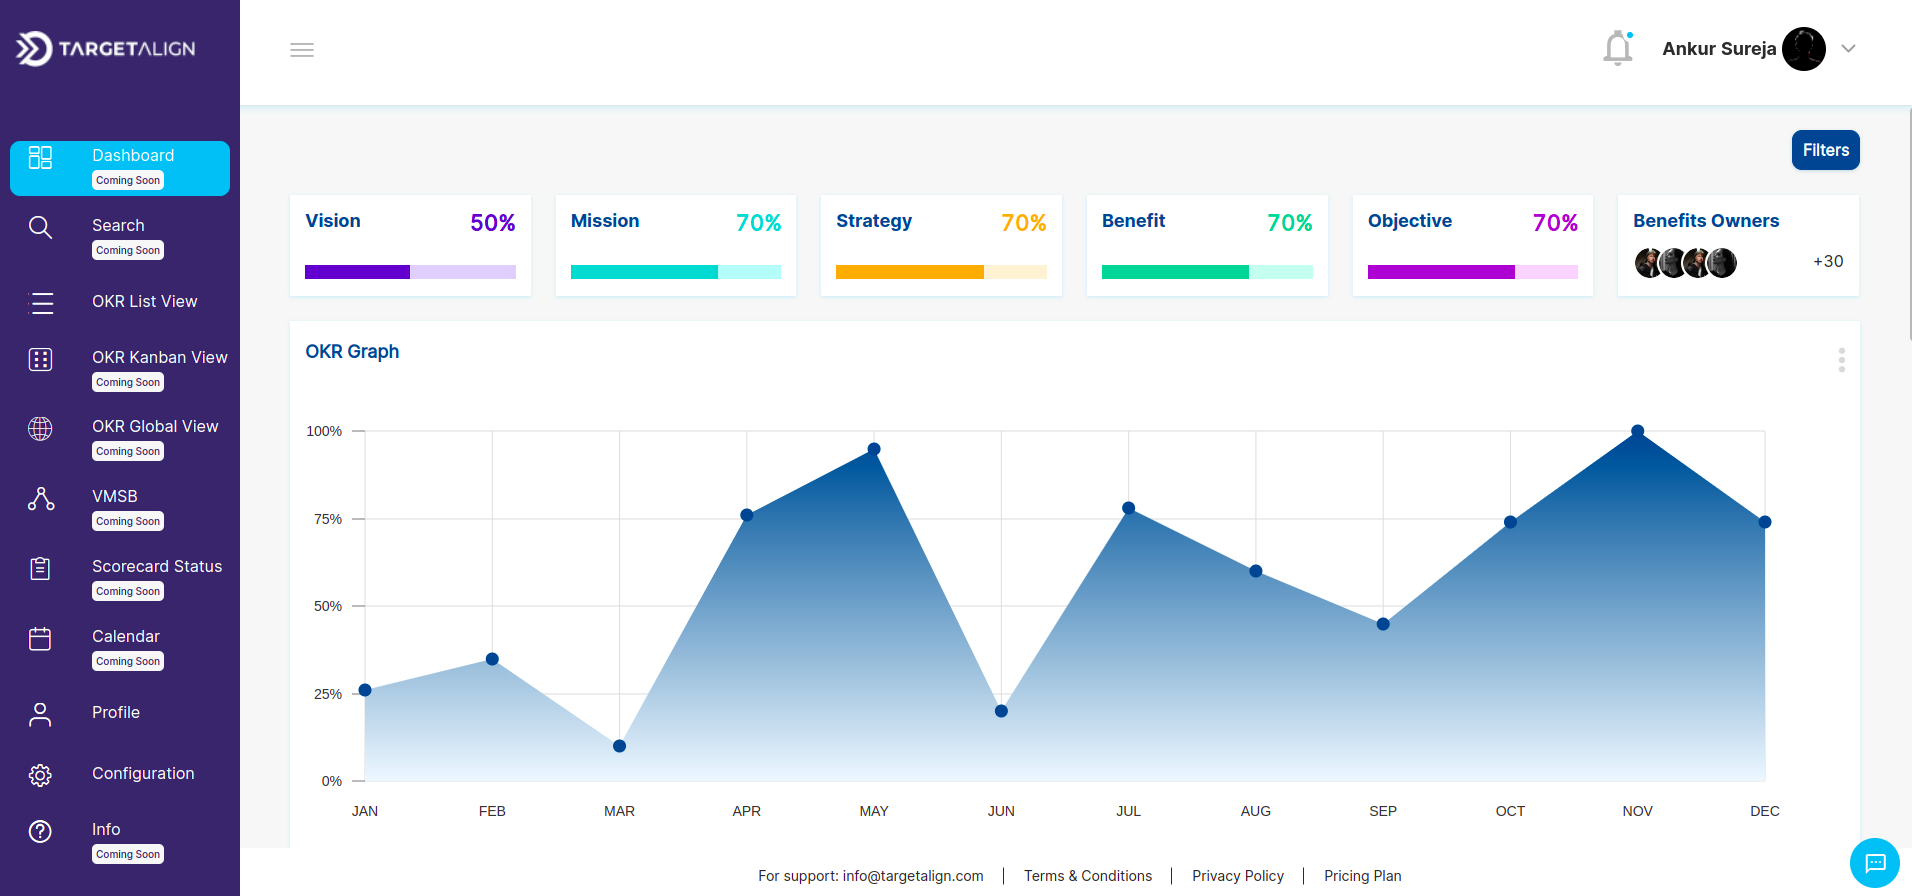 TARGETALIGN
Dashboard
Coming Soon
Search
Coming Soon
OKR List View
OKR Kanban View
Coming Soon
OKR Global View
Coming Soon
VMSB
Coming Soon
Scorecard Status
Coming Soon
Calendar
Coming Soon
Profile
Configuration
Info
Coming Soon
Ankur Sureja
Filters
Vision 50%
Mission 70%
Strategy 70%
Benefit 70%
Objective 70%
Benefits Owners
+30
OKR Graph
100%
75%
50%
25%
0%
JAN FEB MAR APR MAY JUN JUL AUG SEP OCT NOV DEC
For support: info@targetalign.com | Terms & Conditions | Privacy Policy | Pricing Plan